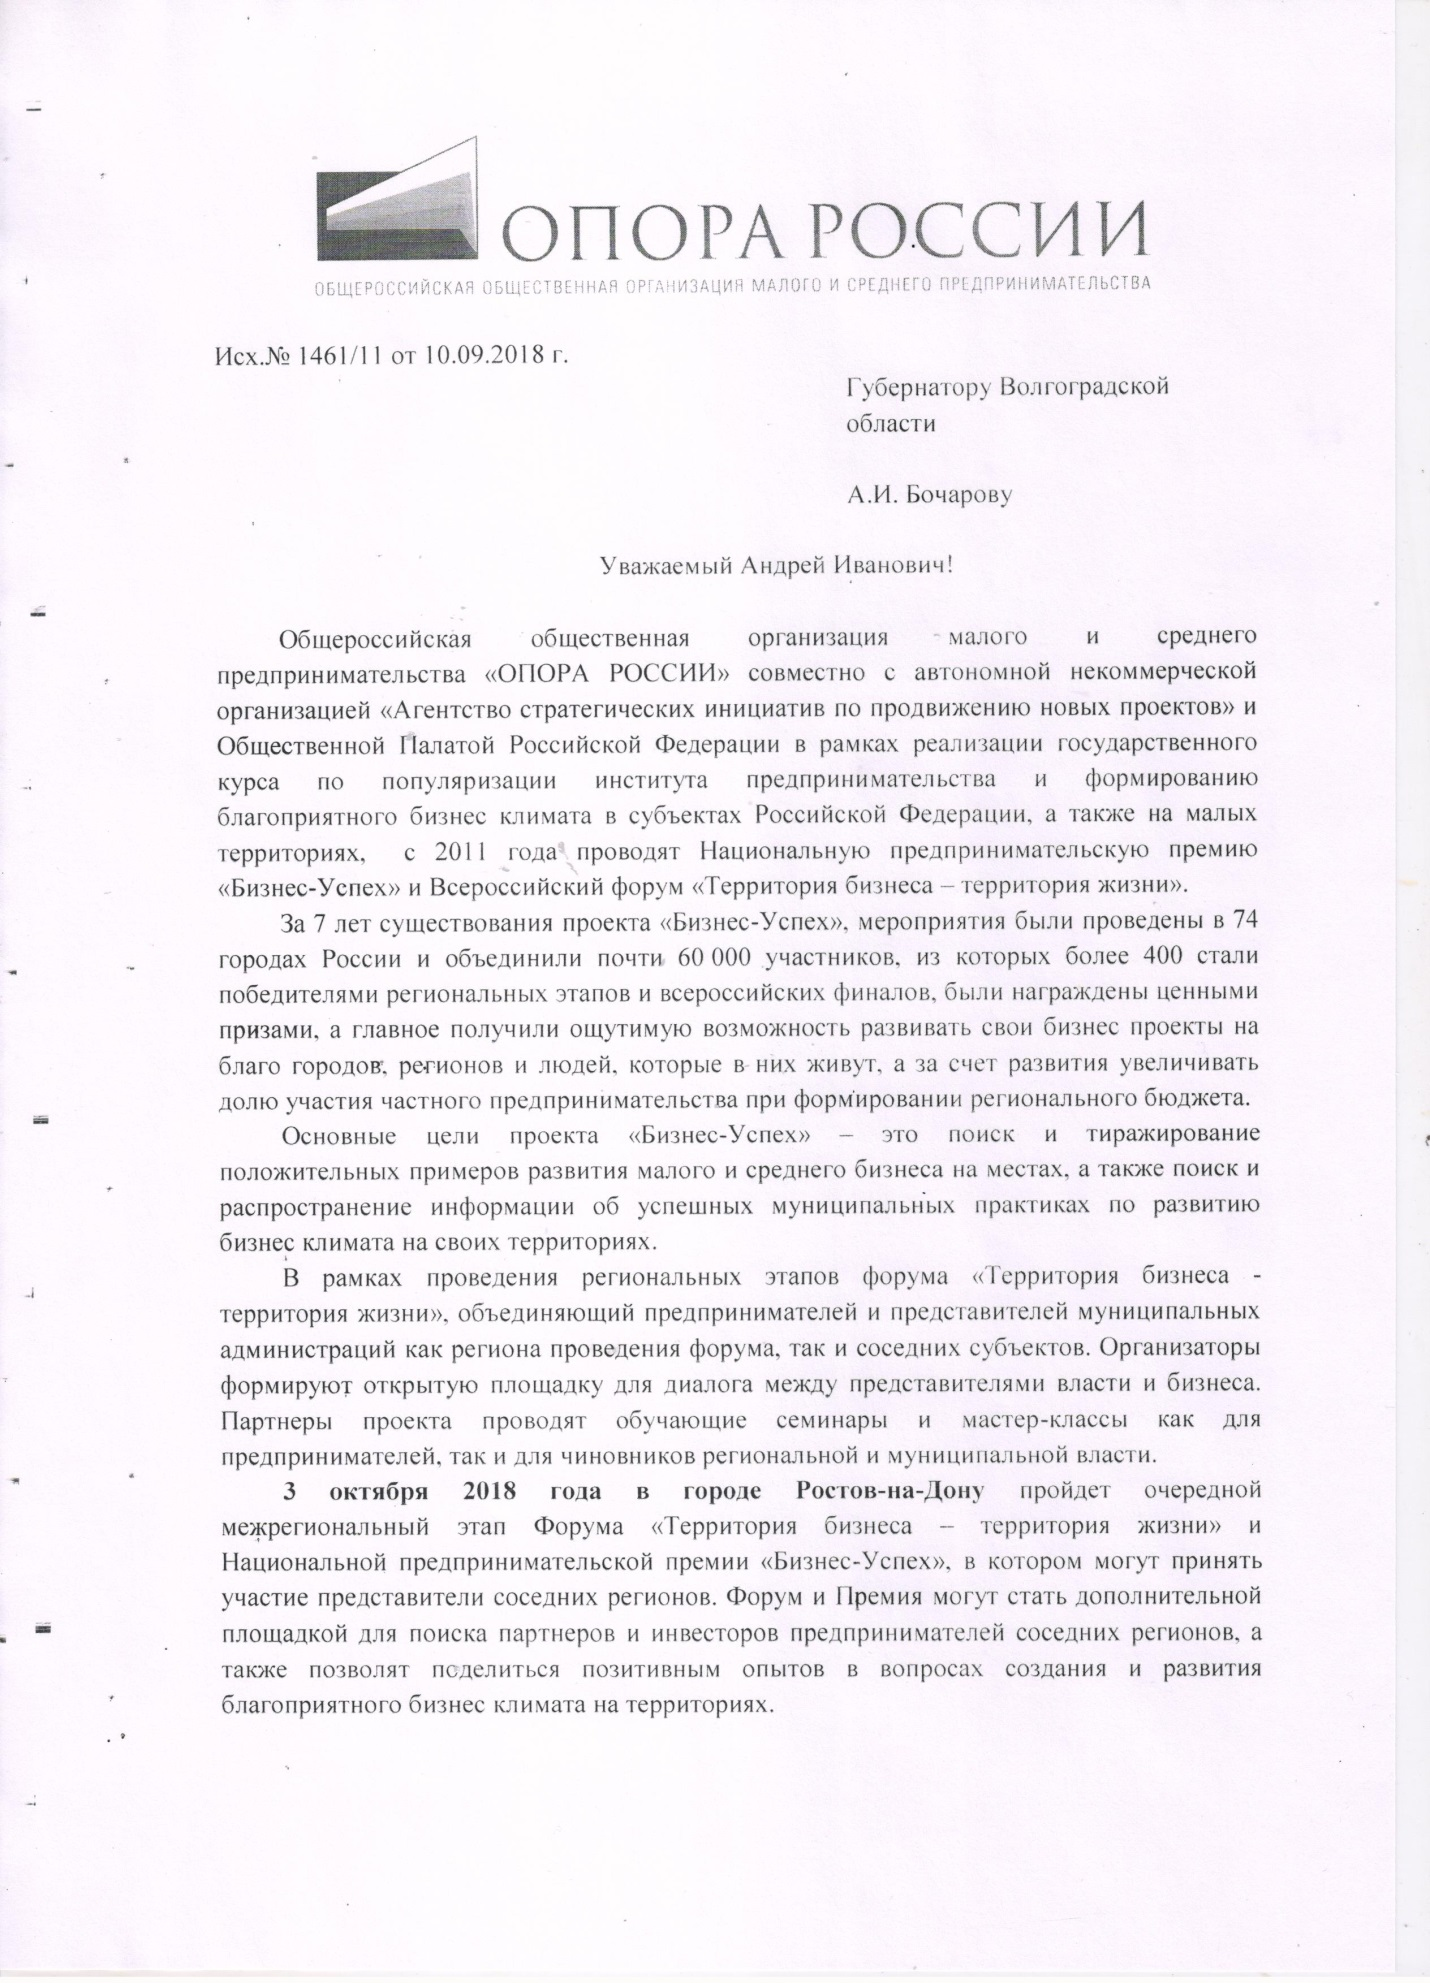 ОПОРА РОССИИ
ОБЩЕРОССИЙСКАЯ ОБЩЕСТВЕННАЯ ОРГАНИЗАЦИЯ МАЛОГО И СРЕДНЕГО ПРЕДПРИНИМАТЕЛЬСТВА
Исх.№ 1461/11 от 10.09.2018 г.
Губернатору Волгоградской
области
А.И. Бочарову
Уважаемый Андрей Иванович!
Общероссийская общественная организация малого и среднего
предпринимательства «ОПОРА РОССИИ» совместно с автономной некоммерческой
организацией «Агентство стратегических инициатив по продвижению новых проектов» и
Общественной Палатой Российской Федерации в рамках реализации государственного
курса по популяризации института предпринимательства и формированию
благоприятного бизнес климата в субъектах Российской Федерации, а также на малых
территориях, с 2011 года проводят Национальную предпринимательскую премию
«Бизнес-Успех» и Всероссийский форум «Территория бизнеса – территория жизни».
За 7 лет существования проекта «Бизнес-Успех», мероприятия были проведены в 74
городах России и объединили почти 60 000 участников, из которых более 400 стали
победителями региональных этапов и всероссийских финалов, были награждены ценными
призами, а главное получили ощутимую возможность развивать свои бизнес проекты на
благо городов, регионов и людей, которые в них живут, а за счет развития увеличивать
долю участия частного предпринимательства при формировании регионального бюджета.
Основные цели проекта «Бизнес-Успех» – это поиск и тиражирование
положительных примеров развития малого и среднего бизнеса на местах, а также поиск и
распространение информации об успешных муниципальных практиках по развитию
бизнес климата на своих территориях.
В рамках проведения региональных этапов форума «Территория бизнеса -
территория жизни», объединяющий предпринимателей и представителей муниципальных
администраций как региона проведения форума, так и соседних субъектов. Организаторы
формируют открытую площадку для диалога между представителями власти и бизнеса.
Партнеры проекта проводят обучающие семинары и мастер-классы как для
предпринимателей, так и для чиновников региональной и муниципальной власти.
3 октября 2018 года в городе Ростов-на-Дону пройдет очередной
межрегиональный этап Форума «Территория бизнеса – территория жизни» и
Национальной предпринимательской премии «Бизнес-Успех», в котором могут принять
участие представители соседних регионов. Форум и Премия могут стать дополнительной
площадкой для поиска партнеров и инвесторов предпринимателей соседних регионов, а
также позволят поделиться позитивным опытов в вопросах создания и развития
благоприятного бизнес климата на территориях.